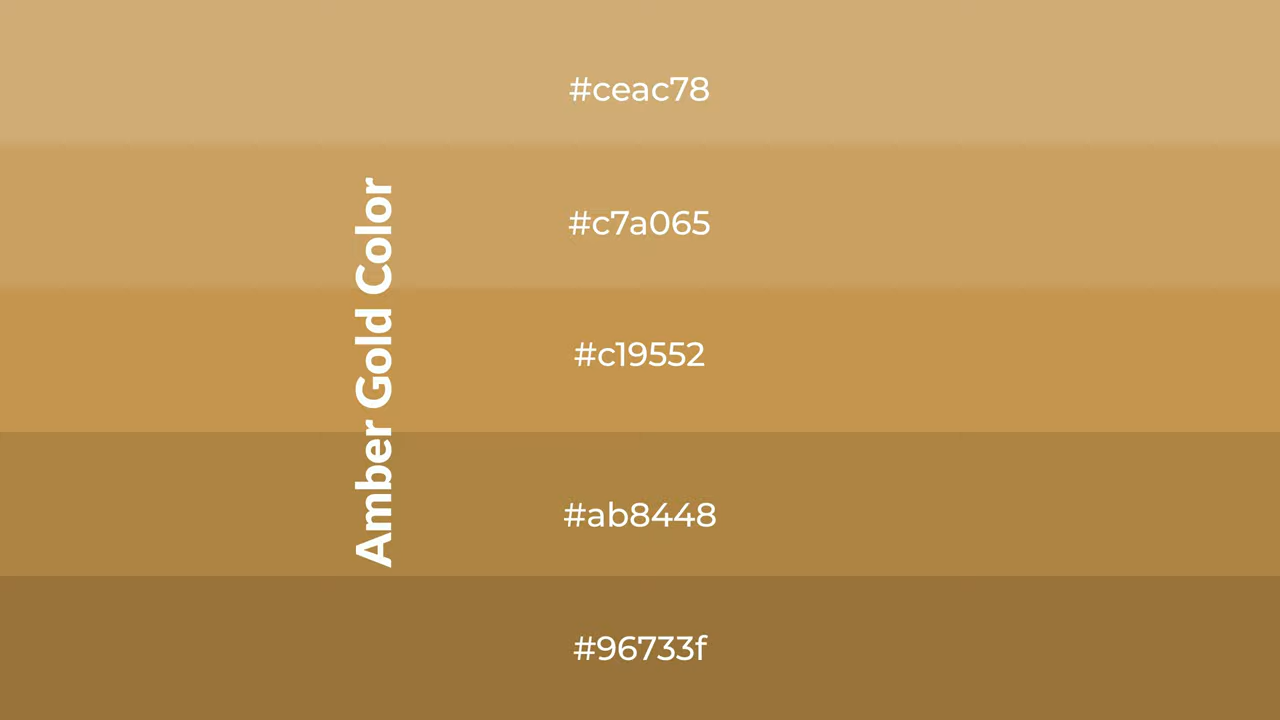 Amber Gold Color
#ceac78
#c7a065
#c19552
#ab8448
#96733f